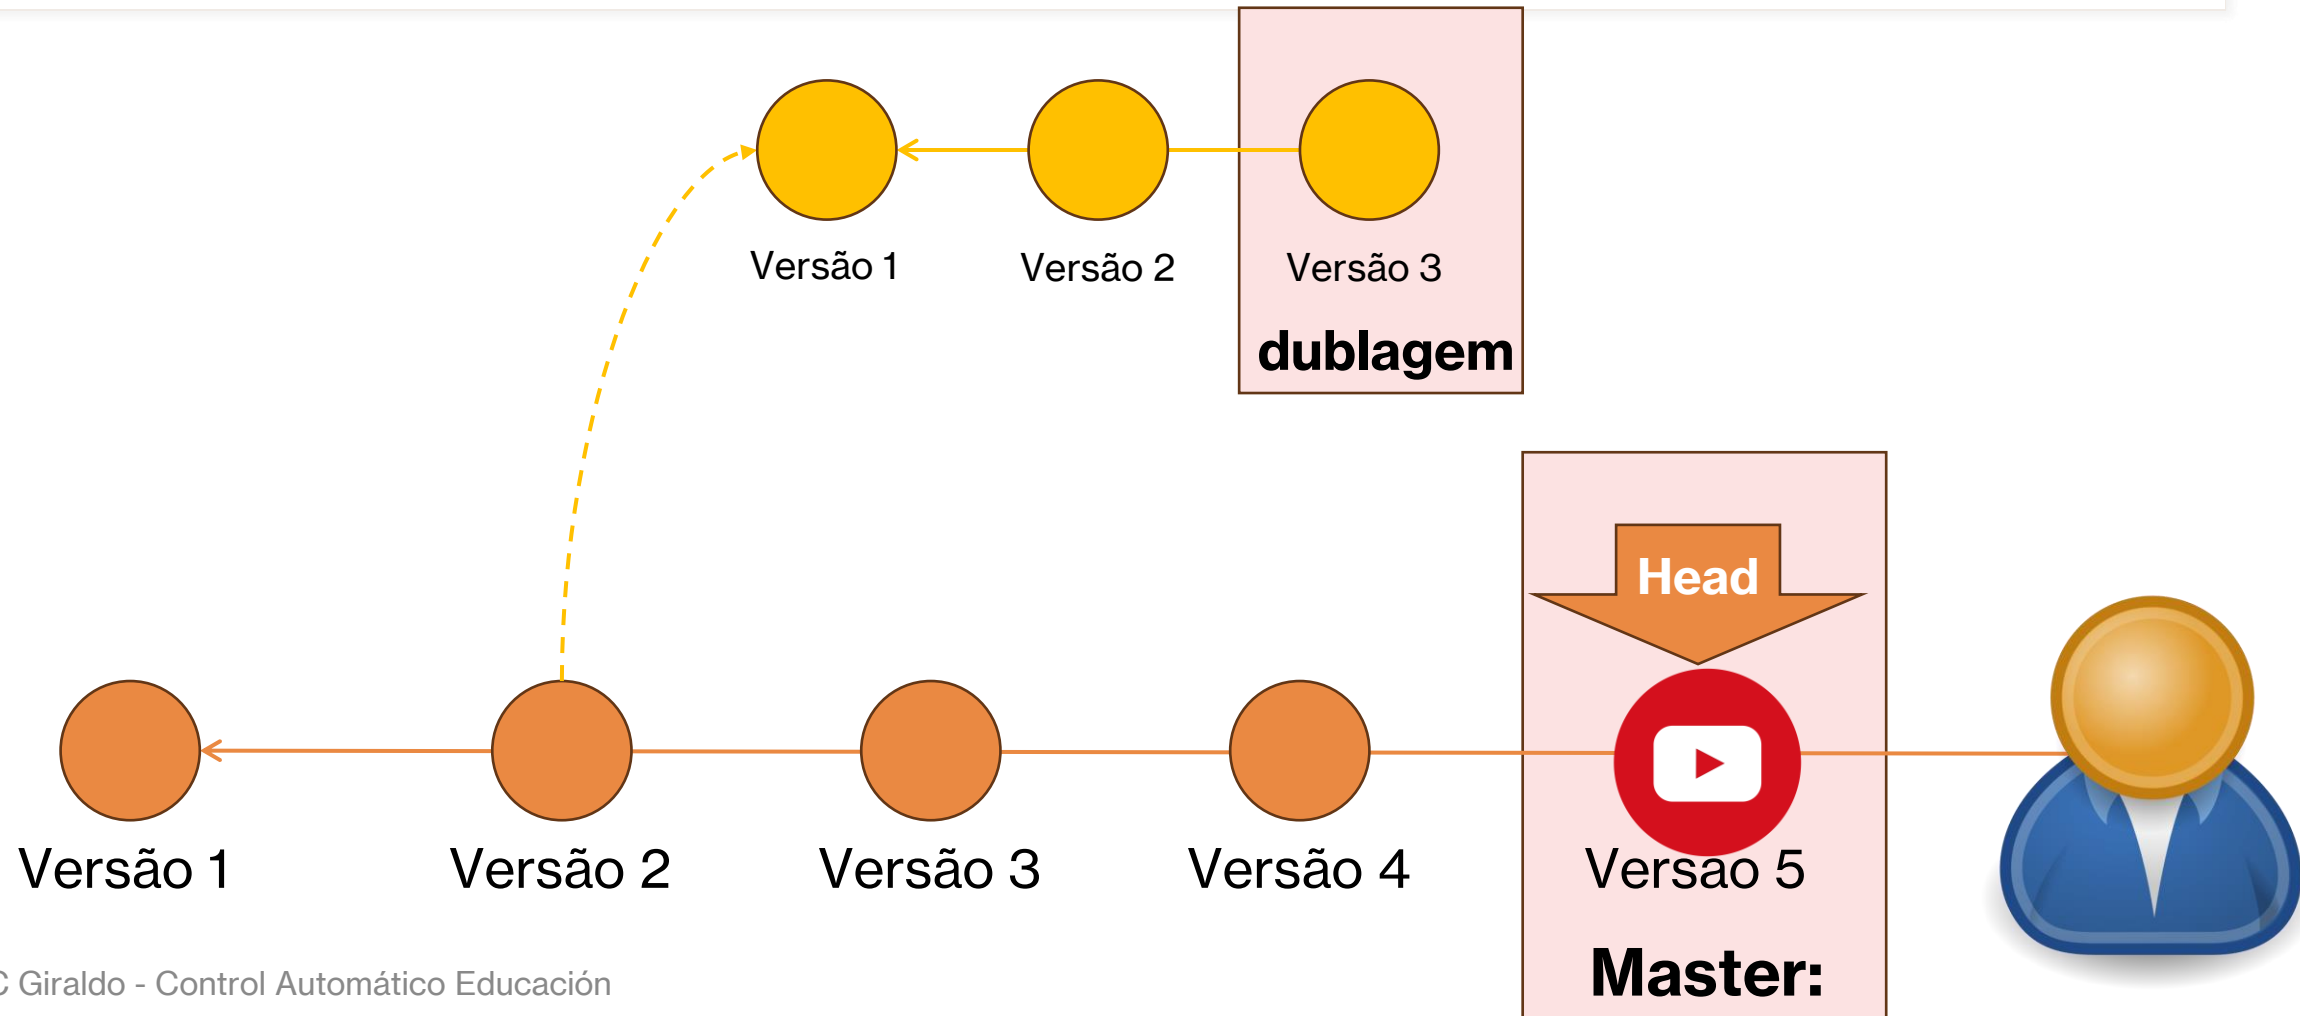 Versão 1
Versão 2
Versão 3
dublagem
Head
Versão 1
Versão 2
Versão 3
Versão 4
Versão 5
Master:
C Giraldo - Control Automático Educación